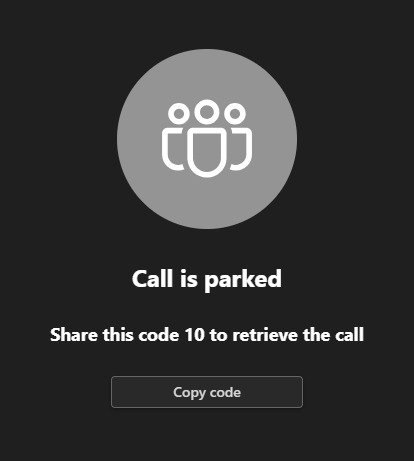 Call is parked
Share this code 10 to retrieve the call
Copy code